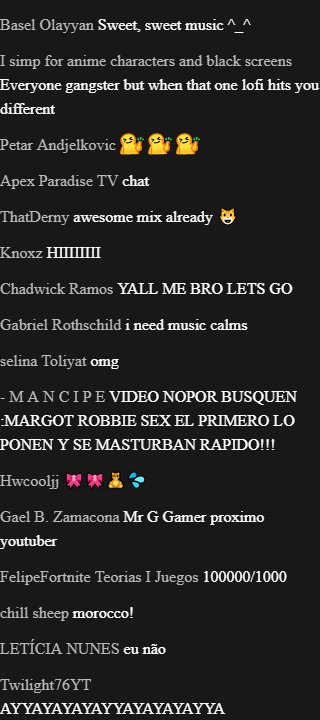 Basel Olayyan Sweet, sweet music ^_^
I simp for anime characters and black screens
Everyone gangster but when that one lofi hits you
different
Petar Andjelkovic
Apex Paradise TV chat
ThatDerny awesome mix already 😺
Knoxz HIIIIIIII
Chadwick Ramos YALL ME BRO LETS GO
Gabriel Rothschild i need music calms
selina Toliyat omg
- M A N C I P E VIDEO NOPOR BUSQUEN
:MARGOT ROBBIE SEX EL PRIMERO LO
PONEN Y SE MASTURBAN RAPIDO!!!
Hwcooljj 🎀🎀🧸💦
Gael B. Zamacona Mr G Gamer proximo
youtuber
FelipeFortnite Teorias I Juegos 100000/1000
chill sheep morocco!
LETÍCIA NUNES eu não
Twilight76YT
AYYAYAYAYAYYAYAYAYAYYA